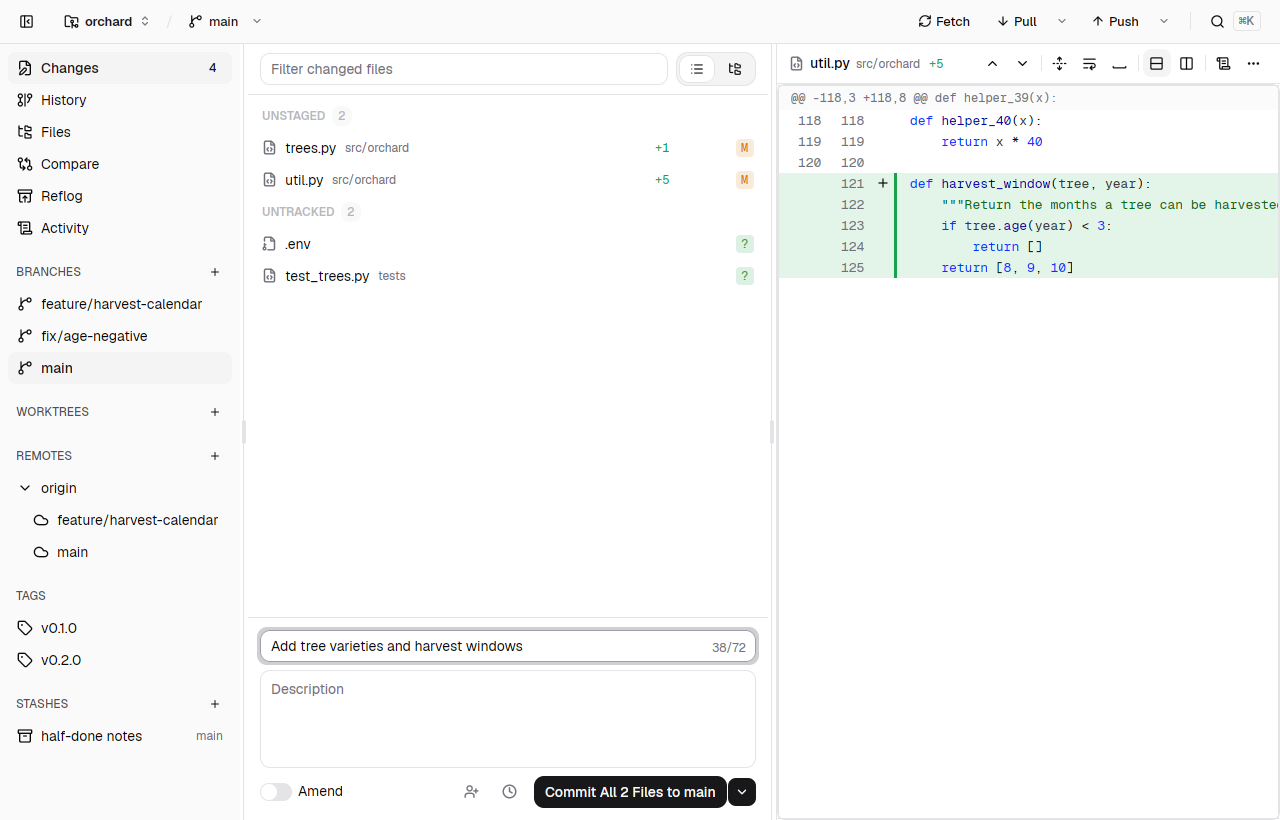 orchard / main Fetch Pull Push ⌘K
Changes 4
History
Files
Compare
Reflog
Activity
BRANCHES +
feature/harvest-calendar
fix/age-negative
main
WORKTREES +
REMOTES +
origin
feature/harvest-calendar
main
TAGS
v0.1.0
v0.2.0
STASHES +
half-done notes main
Filter changed files
UNSTAGED 2
trees.py src/orchard +1 M
util.py src/orchard +5 M
UNTRACKED 2
.env ?
test_trees.py tests ?
Add tree varieties and harvest windows 38/72
Description
Amend Commit All 2 Files to main
util.py src/orchard +5
@@ -118,3 +118,8 @@ def helper_39(x):
118 118 def helper_40(x):
119 119 return x * 40
120 120
121 + def harvest_window(tree, year):
122 """Return the months a tree can be harvested
123 if tree.age(year) < 3:
124 return []
125 return [8, 9, 10]